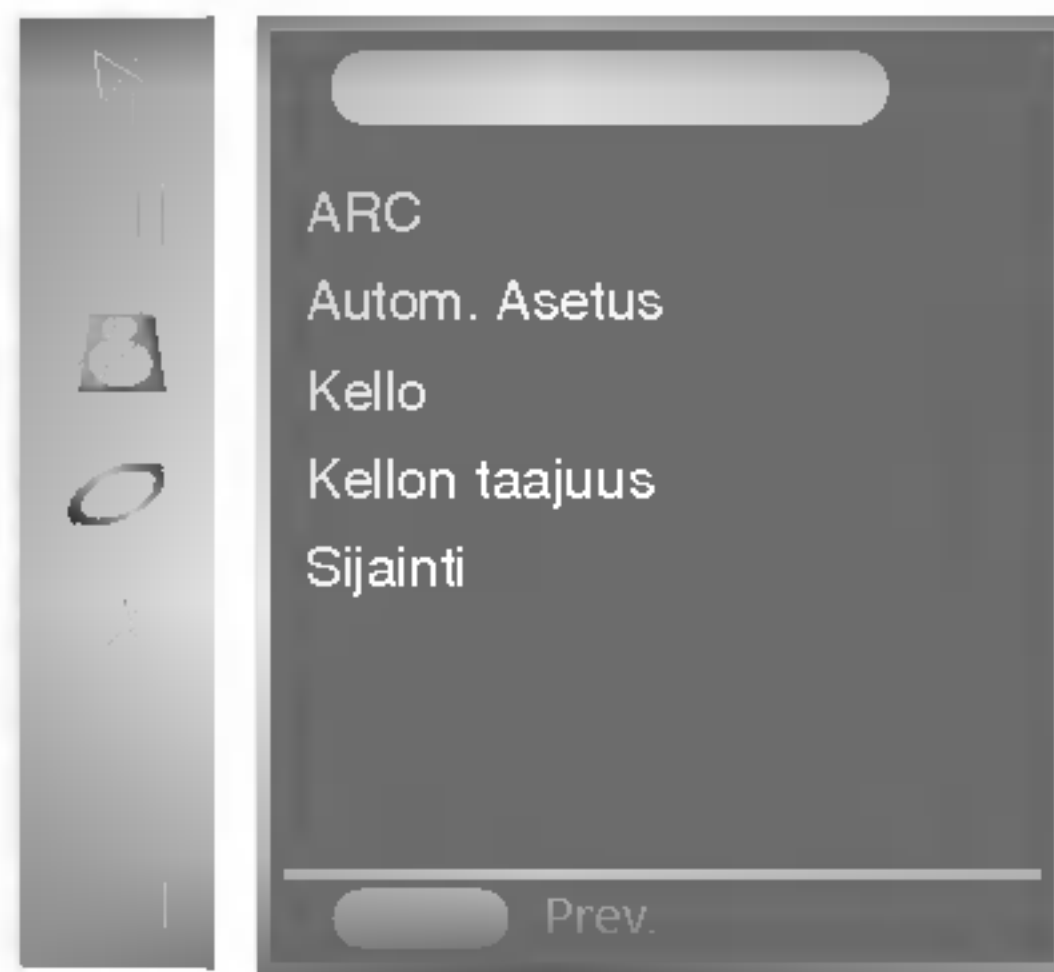 ARC
Autom. Asetus
Kello
Kellon taajuus
Sijainti
Prev.